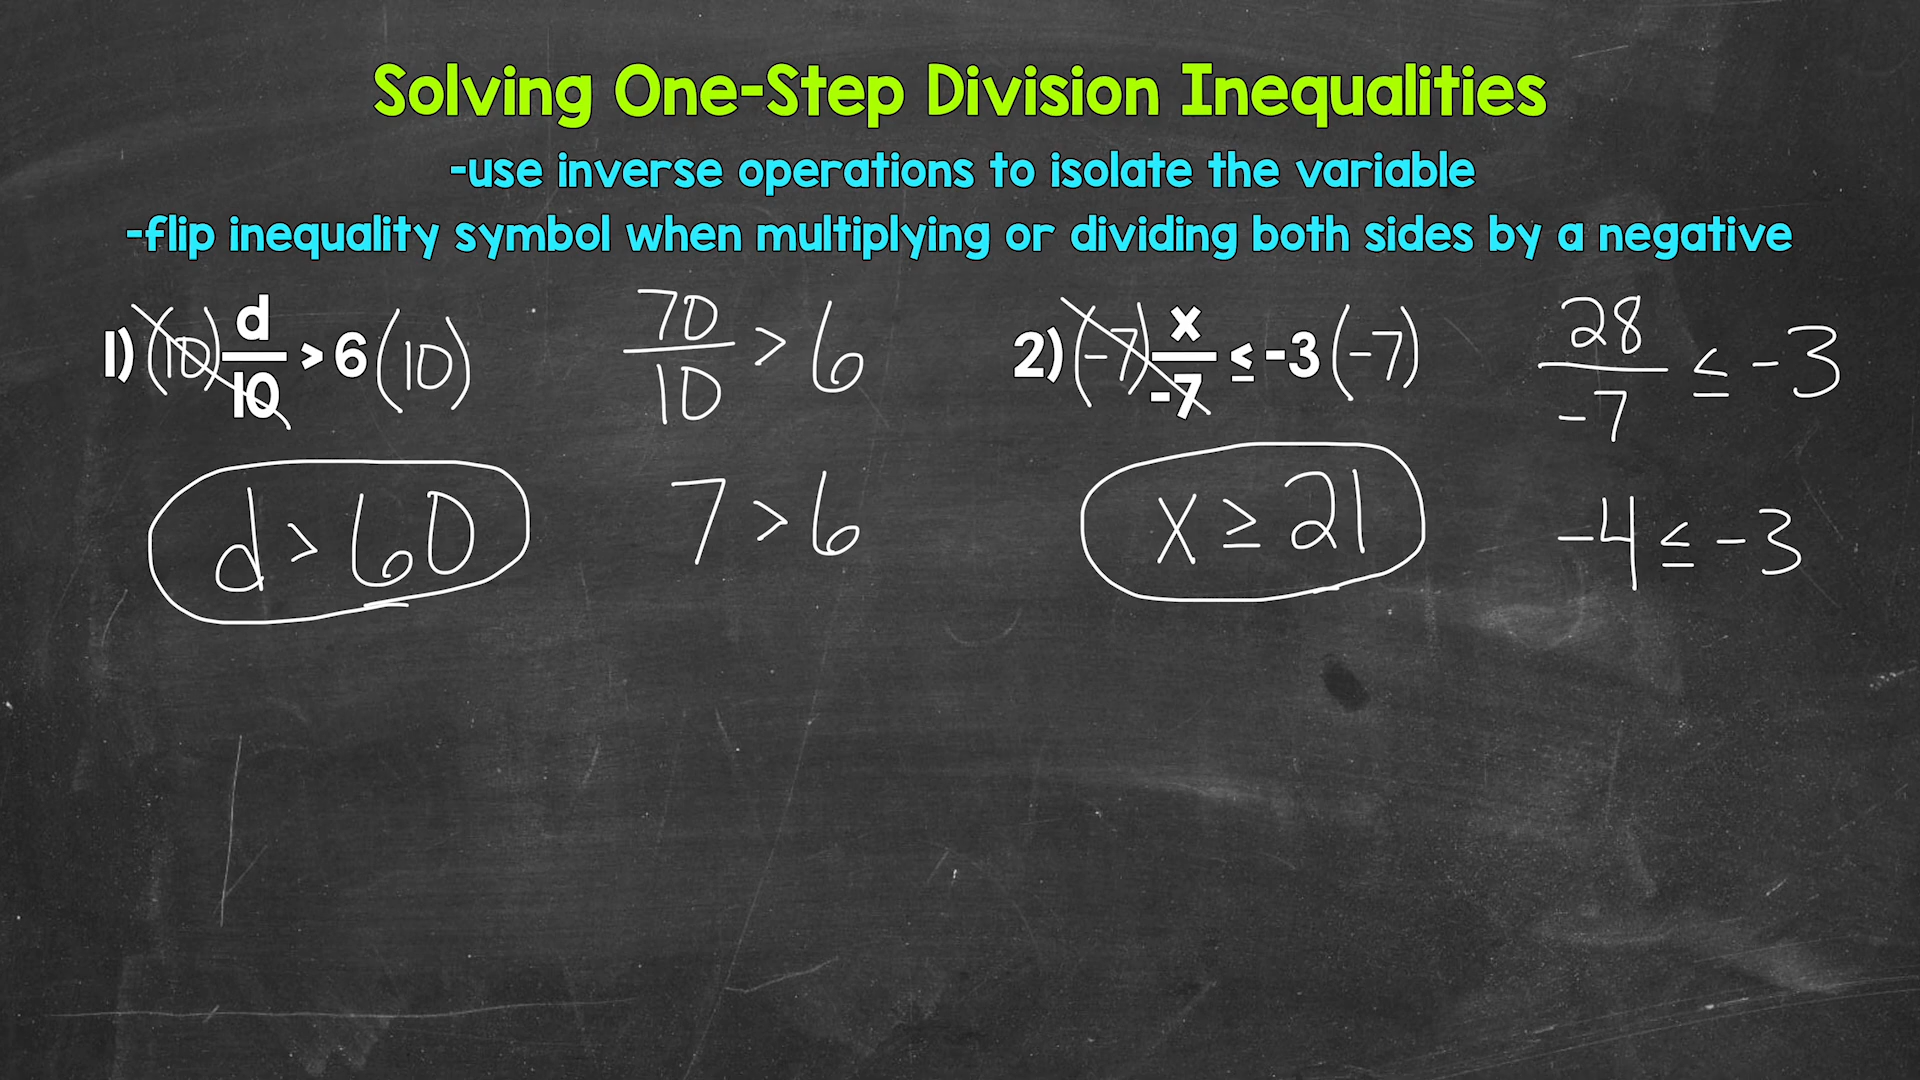 Solving One-Step Division Inequalities
-use inverse operations to isolate the variable
-flip inequality symbol when multiplying or dividing both sides by a negative
1) (10) d/10 > 6 (10)
d > 60
70/10 > 6
7 > 6
2) (-7) x/-7 ≤ -3 (-7)
x ≥ 21
28/-7 ≤ -3
-4 ≤ -3